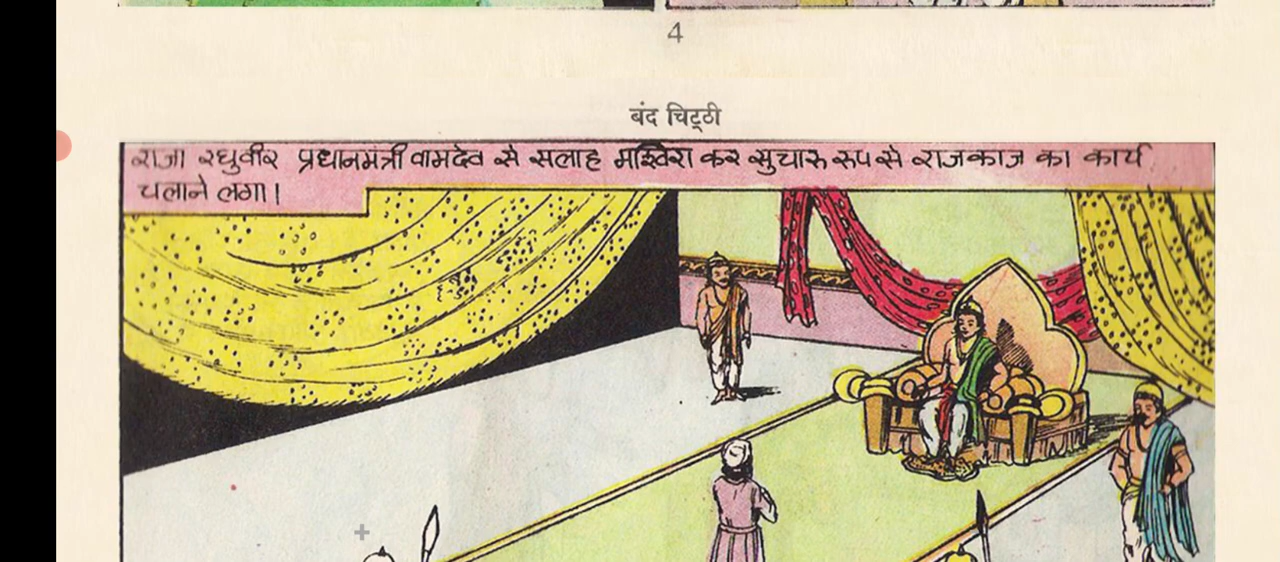 4
बंद चिट्ठी
राजा रघुवीर प्रधानमंत्री वामदेव से सलाह मश्विरा कर सुचारू रूप से राजकाज का कार्य
चलाने लगा।